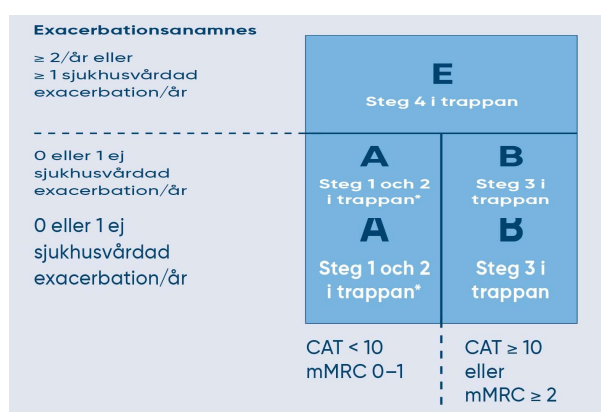 Exacerbationsanamnes
≥ 2/år eller
≥ 1 sjukhusvårdad
exacerbation/år
E
Steg 4 i trappan
0 eller 1 ej
sjukhusvårdad
exacerbation/år
A
Steg 1 och 2
i trappan*
B
Steg 3 i
trappan
0 eller 1 ej
sjukhusvårdad
exacerbation/år
A
Steg 1 och 2
i trappan*
B
Steg 3 i
trappan
CAT < 10
mMRC 0–1
CAT ≥ 10
eller
mMRC ≥ 2